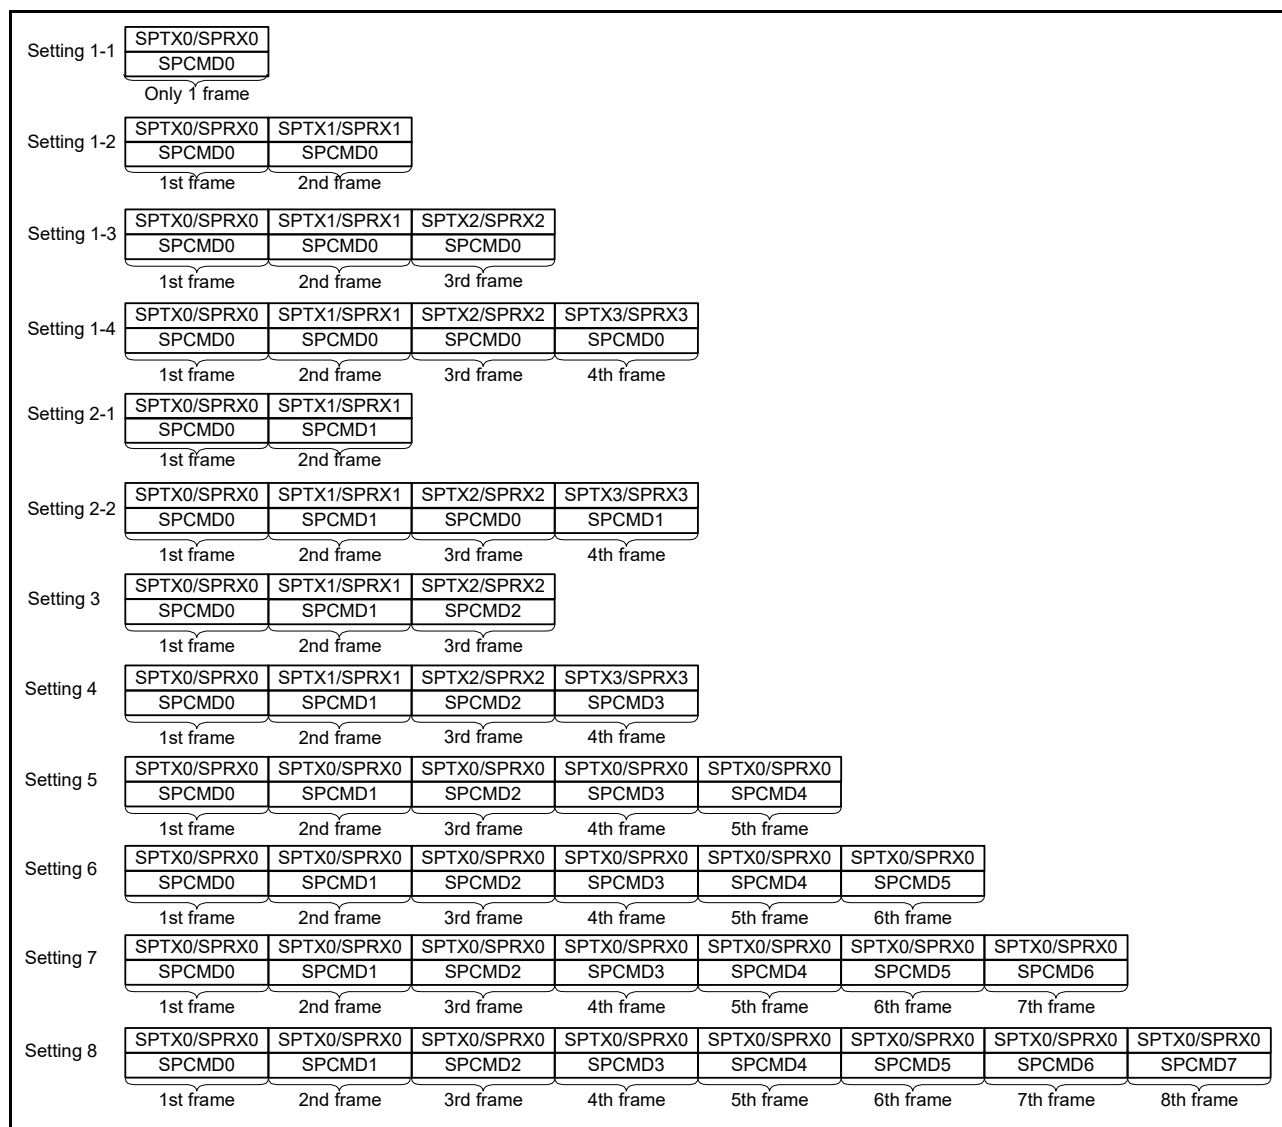 Setting 1-1
SPTX0/SPRX0
SPCMD0
Only 1 frame
Setting 1-2
SPTX0/SPRX0 SPTX1/SPRX1
SPCMD0 SPCMD0
1st frame 2nd frame
Setting 1-3
SPTX0/SPRX0 SPTX1/SPRX1 SPTX2/SPRX2
SPCMD0 SPCMD0 SPCMD0
1st frame 2nd frame 3rd frame
Setting 1-4
SPTX0/SPRX0 SPTX1/SPRX1 SPTX2/SPRX2 SPTX3/SPRX3
SPCMD0 SPCMD0 SPCMD0 SPCMD0
1st frame 2nd frame 3rd frame 4th frame
Setting 2-1
SPTX0/SPRX0 SPTX1/SPRX1
SPCMD0 SPCMD1
1st frame 2nd frame
Setting 2-2
SPTX0/SPRX0 SPTX1/SPRX1 SPTX2/SPRX2 SPTX3/SPRX3
SPCMD0 SPCMD1 SPCMD0 SPCMD1
1st frame 2nd frame 3rd frame 4th frame
Setting 3
SPTX0/SPRX0 SPTX1/SPRX1 SPTX2/SPRX2
SPCMD0 SPCMD1 SPCMD2
1st frame 2nd frame 3rd frame
Setting 4
SPTX0/SPRX0 SPTX1/SPRX1 SPTX2/SPRX2 SPTX3/SPRX3
SPCMD0 SPCMD1 SPCMD2 SPCMD3
1st frame 2nd frame 3rd frame 4th frame
Setting 5
SPTX0/SPRX0 SPTX0/SPRX0 SPTX0/SPRX0 SPTX0/SPRX0 SPTX0/SPRX0
SPCMD0 SPCMD1 SPCMD2 SPCMD3 SPCMD4
1st frame 2nd frame 3rd frame 4th frame 5th frame
Setting 6
SPTX0/SPRX0 SPTX0/SPRX0 SPTX0/SPRX0 SPTX0/SPRX0 SPTX0/SPRX0 SPTX0/SPRX0
SPCMD0 SPCMD1 SPCMD2 SPCMD3 SPCMD4 SPCMD5
1st frame 2nd frame 3rd frame 4th frame 5th frame 6th frame
Setting 7
SPTX0/SPRX0 SPTX0/SPRX0 SPTX0/SPRX0 SPTX0/SPRX0 SPTX0/SPRX0 SPTX0/SPRX0 SPTX0/SPRX0
SPCMD0 SPCMD1 SPCMD2 SPCMD3 SPCMD4 SPCMD5 SPCMD6
1st frame 2nd frame 3rd frame 4th frame 5th frame 6th frame 7th frame
Setting 8
SPTX0/SPRX0 SPTX0/SPRX0 SPTX0/SPRX0 SPTX0/SPRX0 SPTX0/SPRX0 SPTX0/SPRX0 SPTX0/SPRX0 SPTX0/SPRX0
SPCMD0 SPCMD1 SPCMD2 SPCMD3 SPCMD4 SPCMD5 SPCMD6 SPCMD7
1st frame 2nd frame 3rd frame 4th frame 5th frame 6th frame 7th frame 8th frame